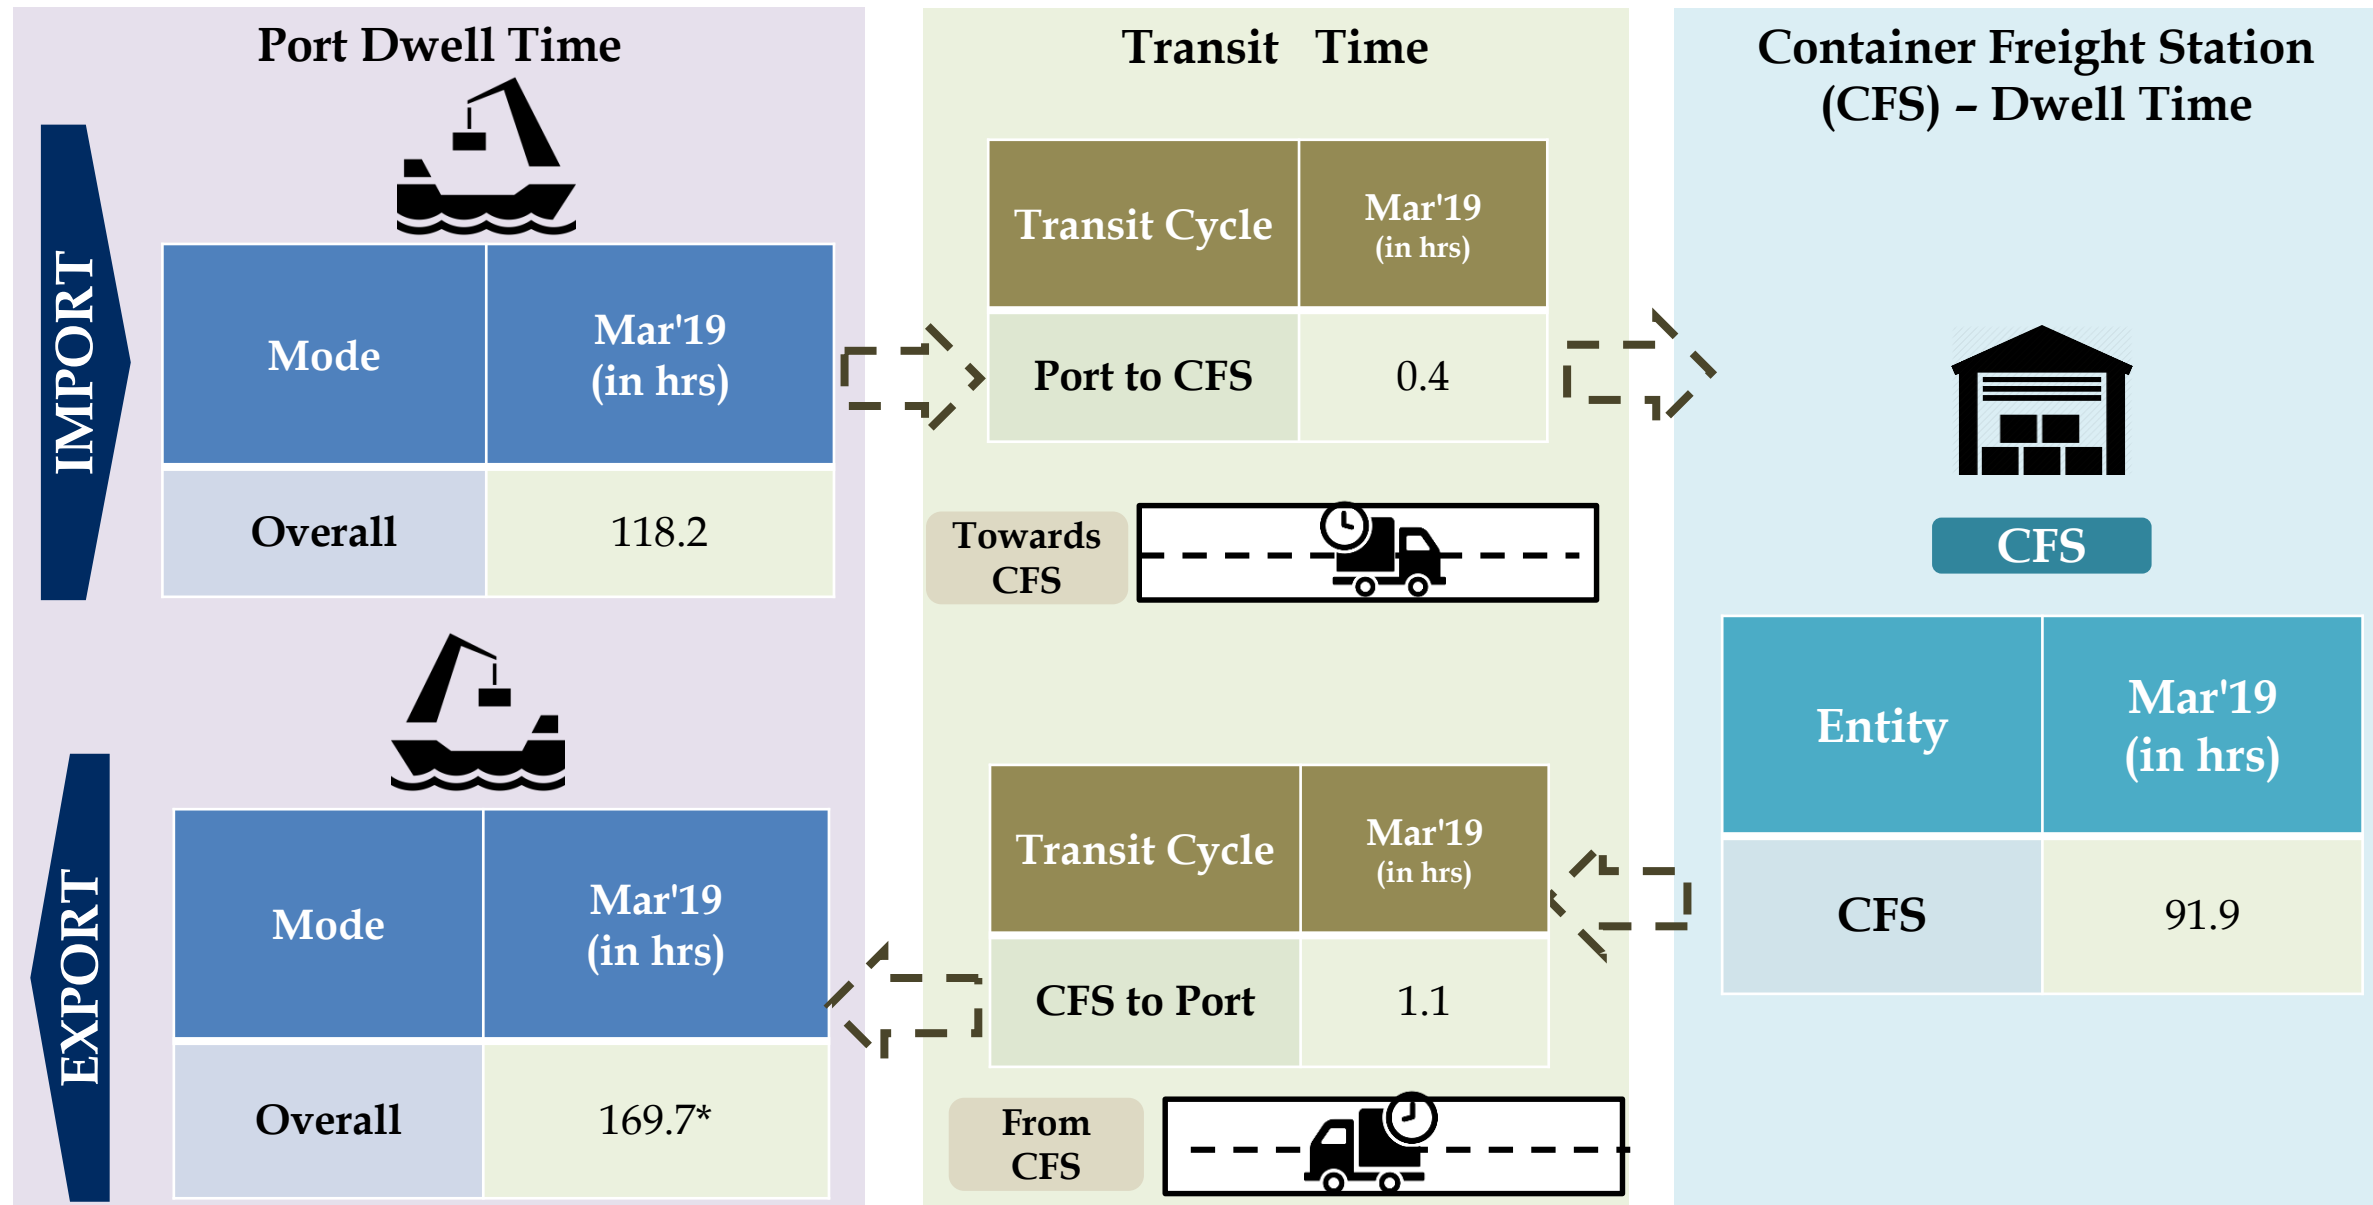 Port Dwell Time
IMPORT
Mode
Mar'19
(in hrs)
Overall
118.2
EXPORT
Mode
Mar'19
(in hrs)
Overall
169.7*
Transit Time
Transit Cycle
Mar'19
(in hrs)
Port to CFS
0.4
Towards
CFS
Transit Cycle
Mar'19
(in hrs)
CFS to Port
1.1
From
CFS
Container Freight Station
(CFS) – Dwell Time
CFS
Entity
Mar'19
(in hrs)
CFS
91.9